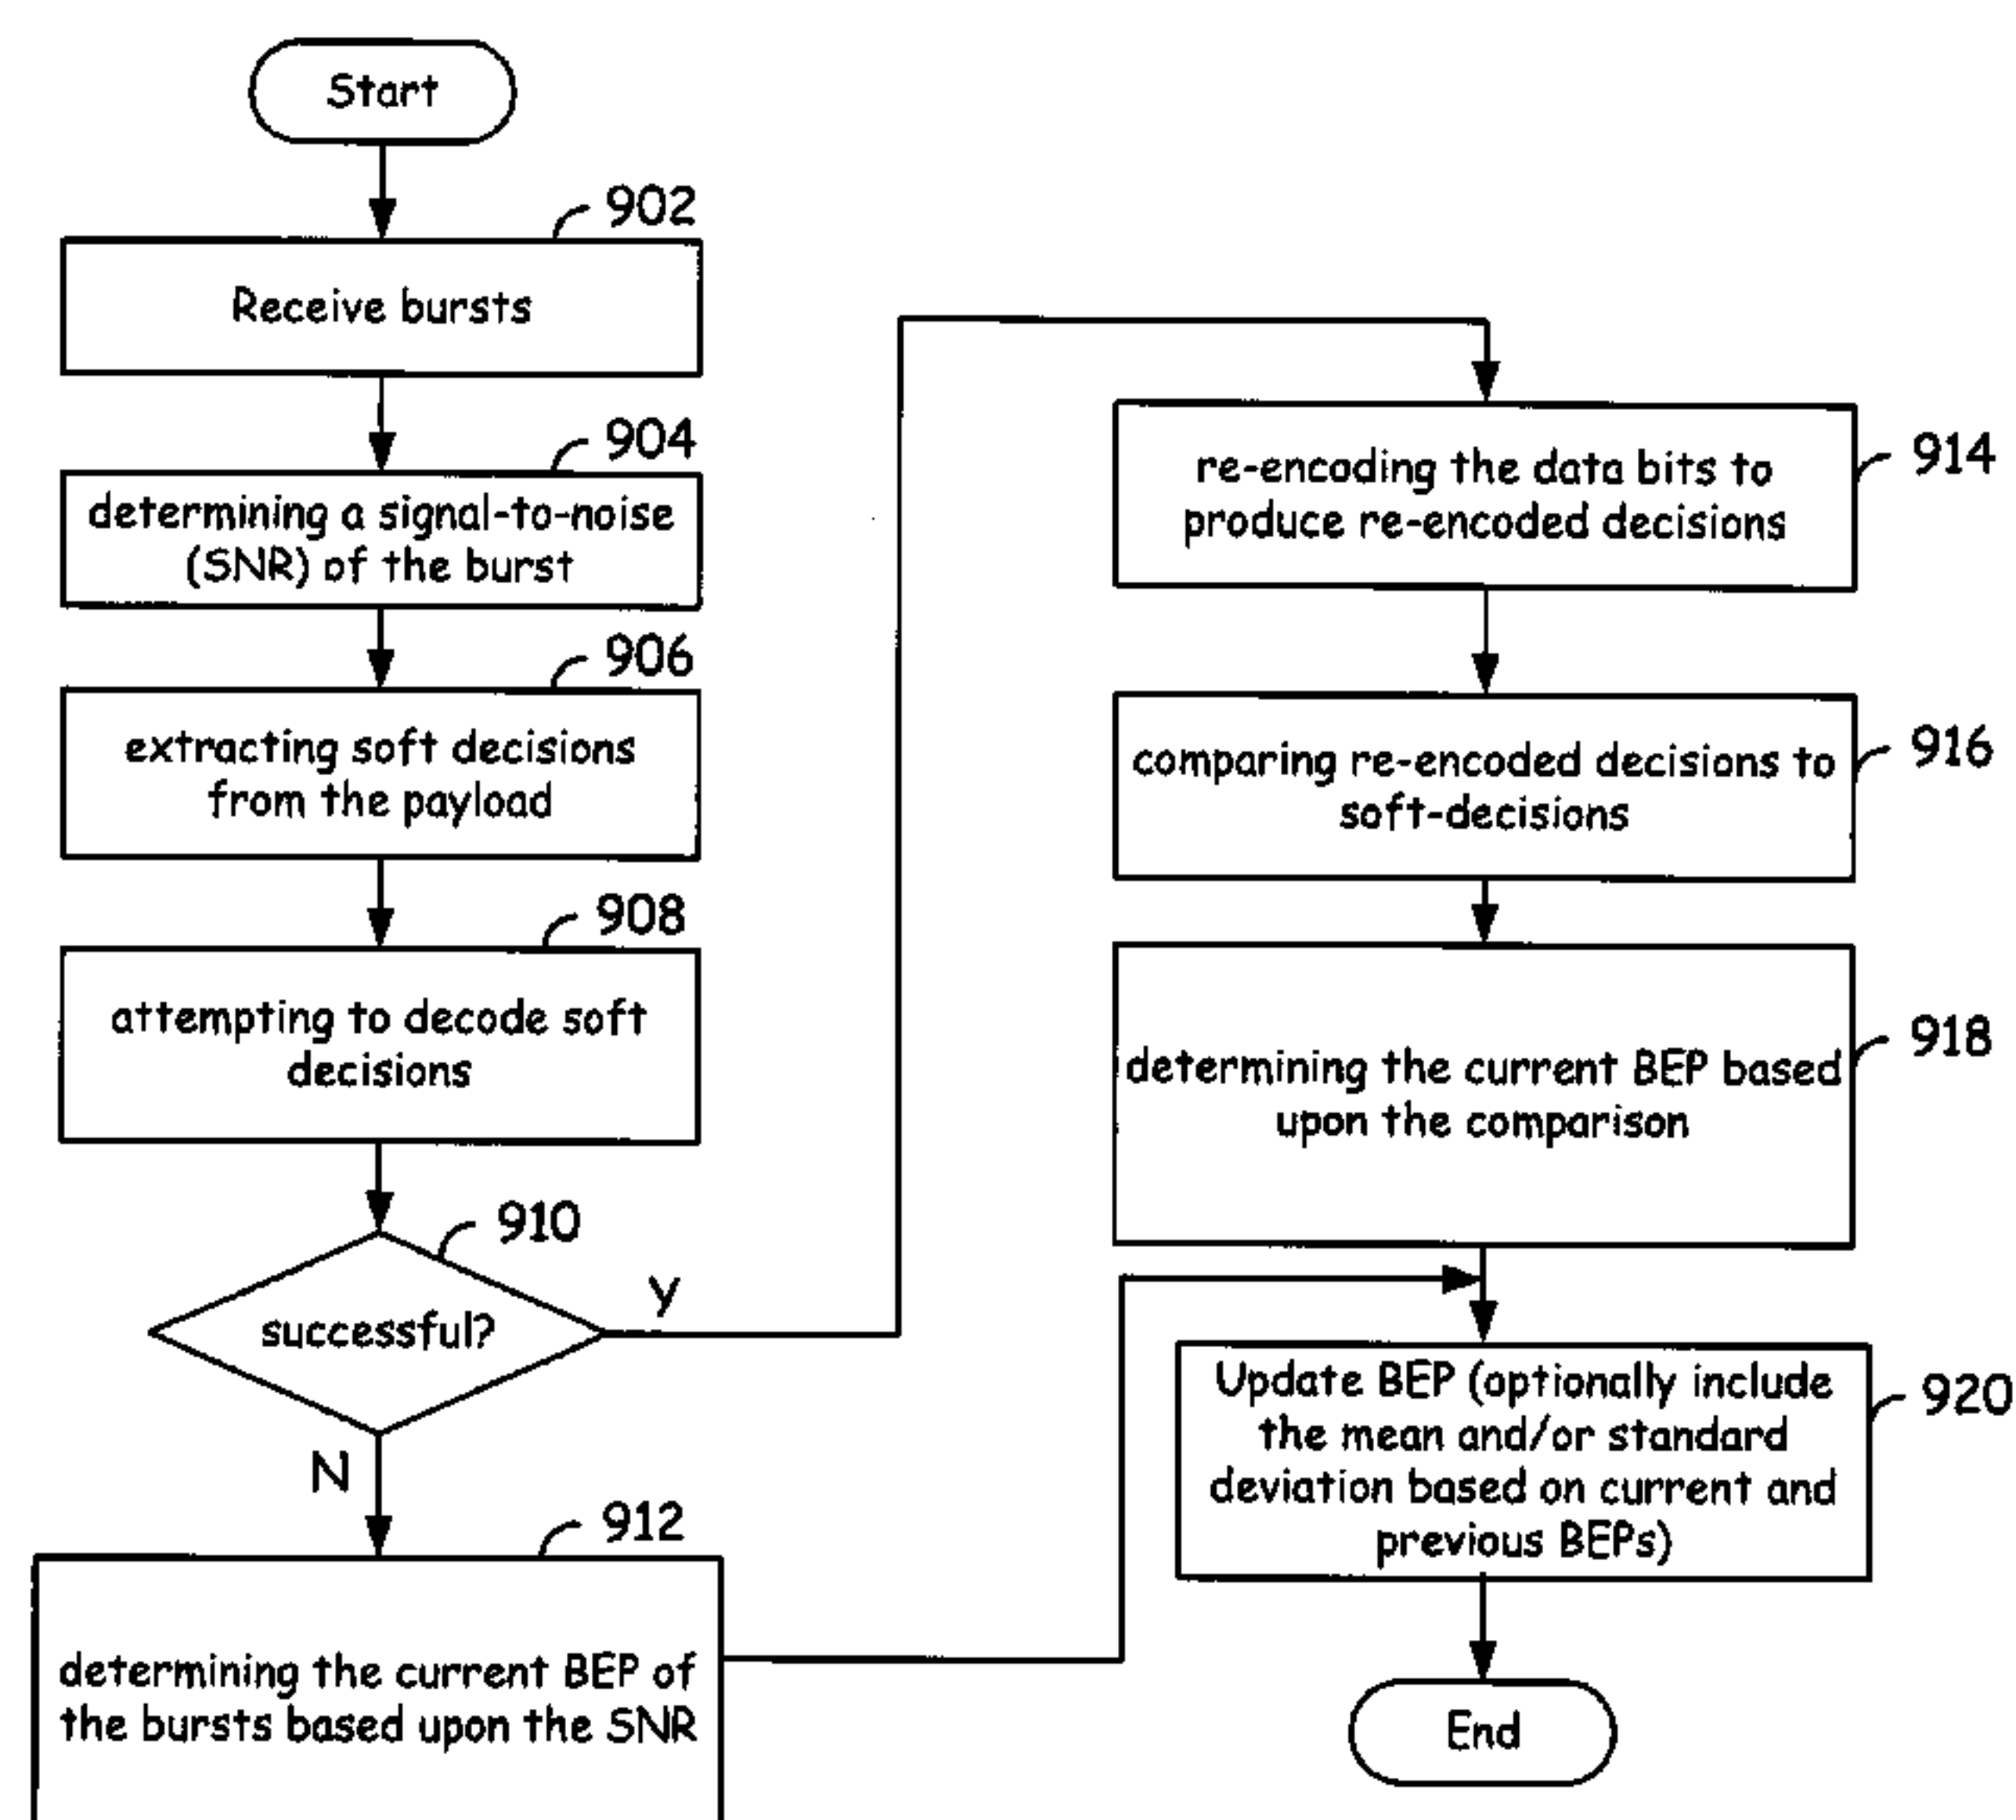 Start
902
Receive bursts
904
determining a signal-to-noise
(SNR) of the burst
906
extracting soft decisions
from the payload
908
attempting to decode soft
decisions
910
successful?
Y
N
912
determining the current BEP of
the bursts based upon the SNR
914
re-encoding the data bits to
produce re-encoded decisions
916
comparing re-encoded decisions to
soft-decisions
918
determining the current BEP based
upon the comparison
920
Update BEP (optionally include
the mean and/or standard
deviation based on current and
previous BEPs)
End